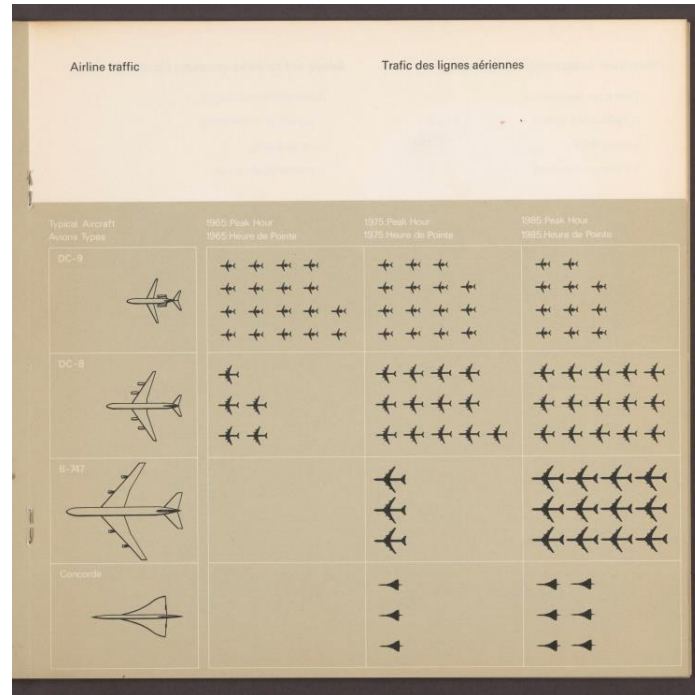 Airline traffic
Trafic des lignes aériennes
Typical Aircraft
Avions Types
1965:Peak Hour
1965:Heure de Pointe
1975:Peak Hour
1975:Heure de Pointe
1985:Peak Hour
1985:Heure de Pointe
DC-9
DC-8
B-747
Concorde